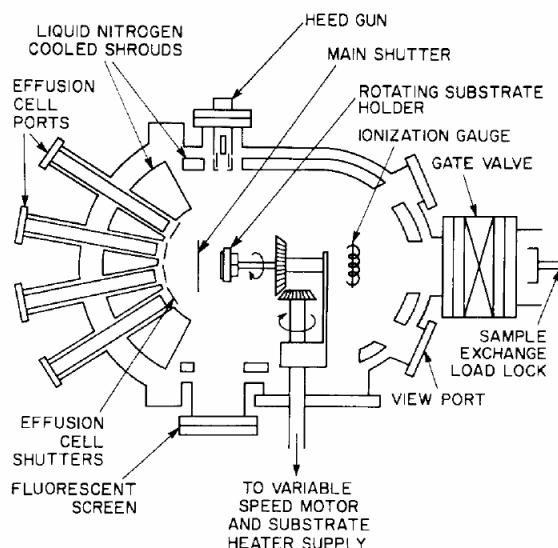 HEED GUN
LIQUID NITROGEN
COOLED SHROUDS
MAIN SHUTTER
EFFUSION
CELL
PORTS
ROTATING SUBSTRATE
HOLDER
IONIZATION GAUGE
GATE VALVE
SAMPLE
EXCHANGE
LOAD LOCK
VIEW PORT
EFFUSION
CELL
SHUTTERS
FLUORESCENT
SCREEN
TO VARIABLE
SPEED MOTOR
AND SUBSTRATE
HEATER SUPPLY